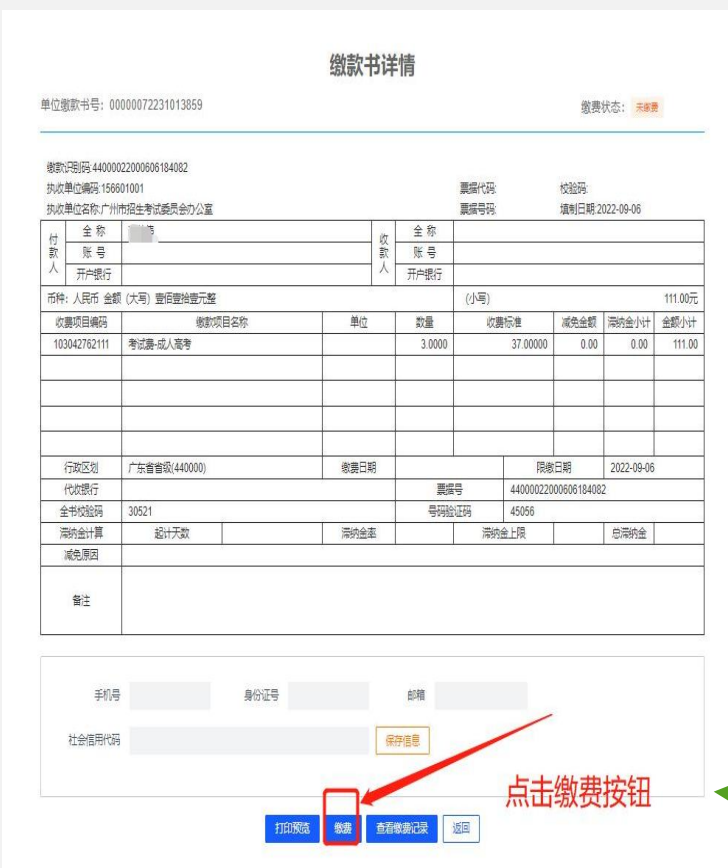 缴款书详情
单位缴款书号：00000072231013859 缴费状态： 未缴费
缴款识别码:44000022000606184082
执收单位编码:156601001 票据代码: 校验码:
执收单位名称:广州市招生考试委员会办公室 票据号码: 填制日期:2022-09-06
付款人 全 称 收款人 全 称
账 号 账 号
开户银行 开户银行
币种：人民币 金额（大写）壹佰壹拾壹元整 (小写) 111.00元
收费项目编码 缴款项目名称 单位 数量 收费标准 减免金额 滞纳金小计 金额小计
103042762111 考试费-成人高考 3.0000 37.00000 0.00 0.00 111.00
行政区划 广东省省级(440000) 缴费日期 限缴日期 2022-09-06
代收银行 票据号 44000022000606184082
全书校验码 30521 号码验证码 45056
滞纳金计算 起计天数 滞纳金率 滞纳金上限 总滞纳金
减免原因
备注
手机号 身份证号 邮箱
社会信用代码 保存信息
点击缴费按钮
打印预览 缴费 查看缴费记录 返回